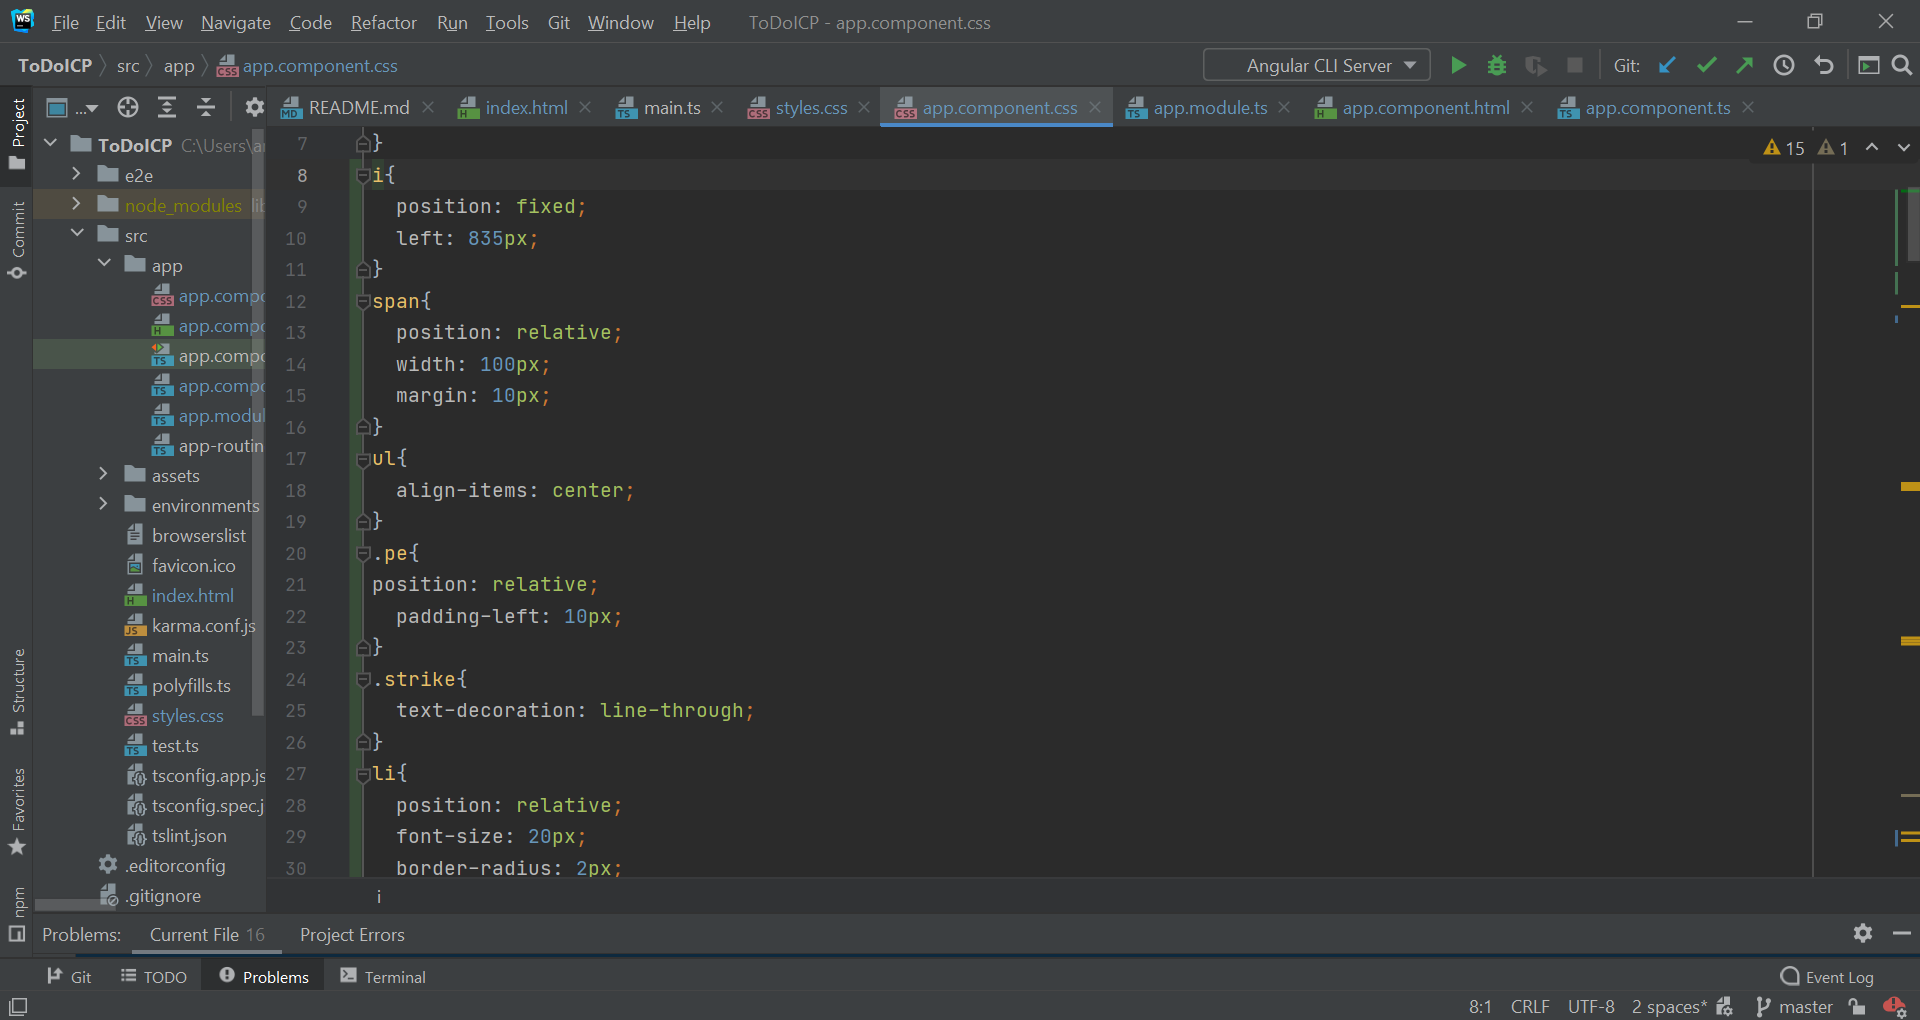 WS File Edit View Navigate Code Refactor Run Tools Git Window Help ToDoICP - app.component.css
ToDoICP src app app.component.css Angular CLI Server Git:
... README.md index.html main.ts styles.css app.component.css app.module.ts app.component.html app.component.ts
Project
Commit
Structure
Favorites
npm
ToDoICP C:\Users\a
e2e
node_modules lib
src
app
app.compo
app.compo
app.compo
app.compo
app.modul
app-routin
assets
environments
browserslist
favicon.ico
index.html
karma.conf.js
main.ts
polyfills.ts
styles.css
test.ts
tsconfig.app.js
tsconfig.spec.j
tslint.json
.editorconfig
.gitignore
15 1
7 }
8 i{
9 position: fixed;
10 left: 835px;
11 }
12 span{
13 position: relative;
14 width: 100px;
15 margin: 10px;
16 }
17 ul{
18 align-items: center;
19 }
20 .pe{
21 position: relative;
22 padding-left: 10px;
23 }
24 .strike{
25 text-decoration: line-through;
26 }
27 li{
28 position: relative;
29 font-size: 20px;
30 border-radius: 2px;
i
Problems: Current File 16 Project Errors
Git TODO Problems Terminal Event Log
8:1 CRLF UTF-8 2 spaces* master